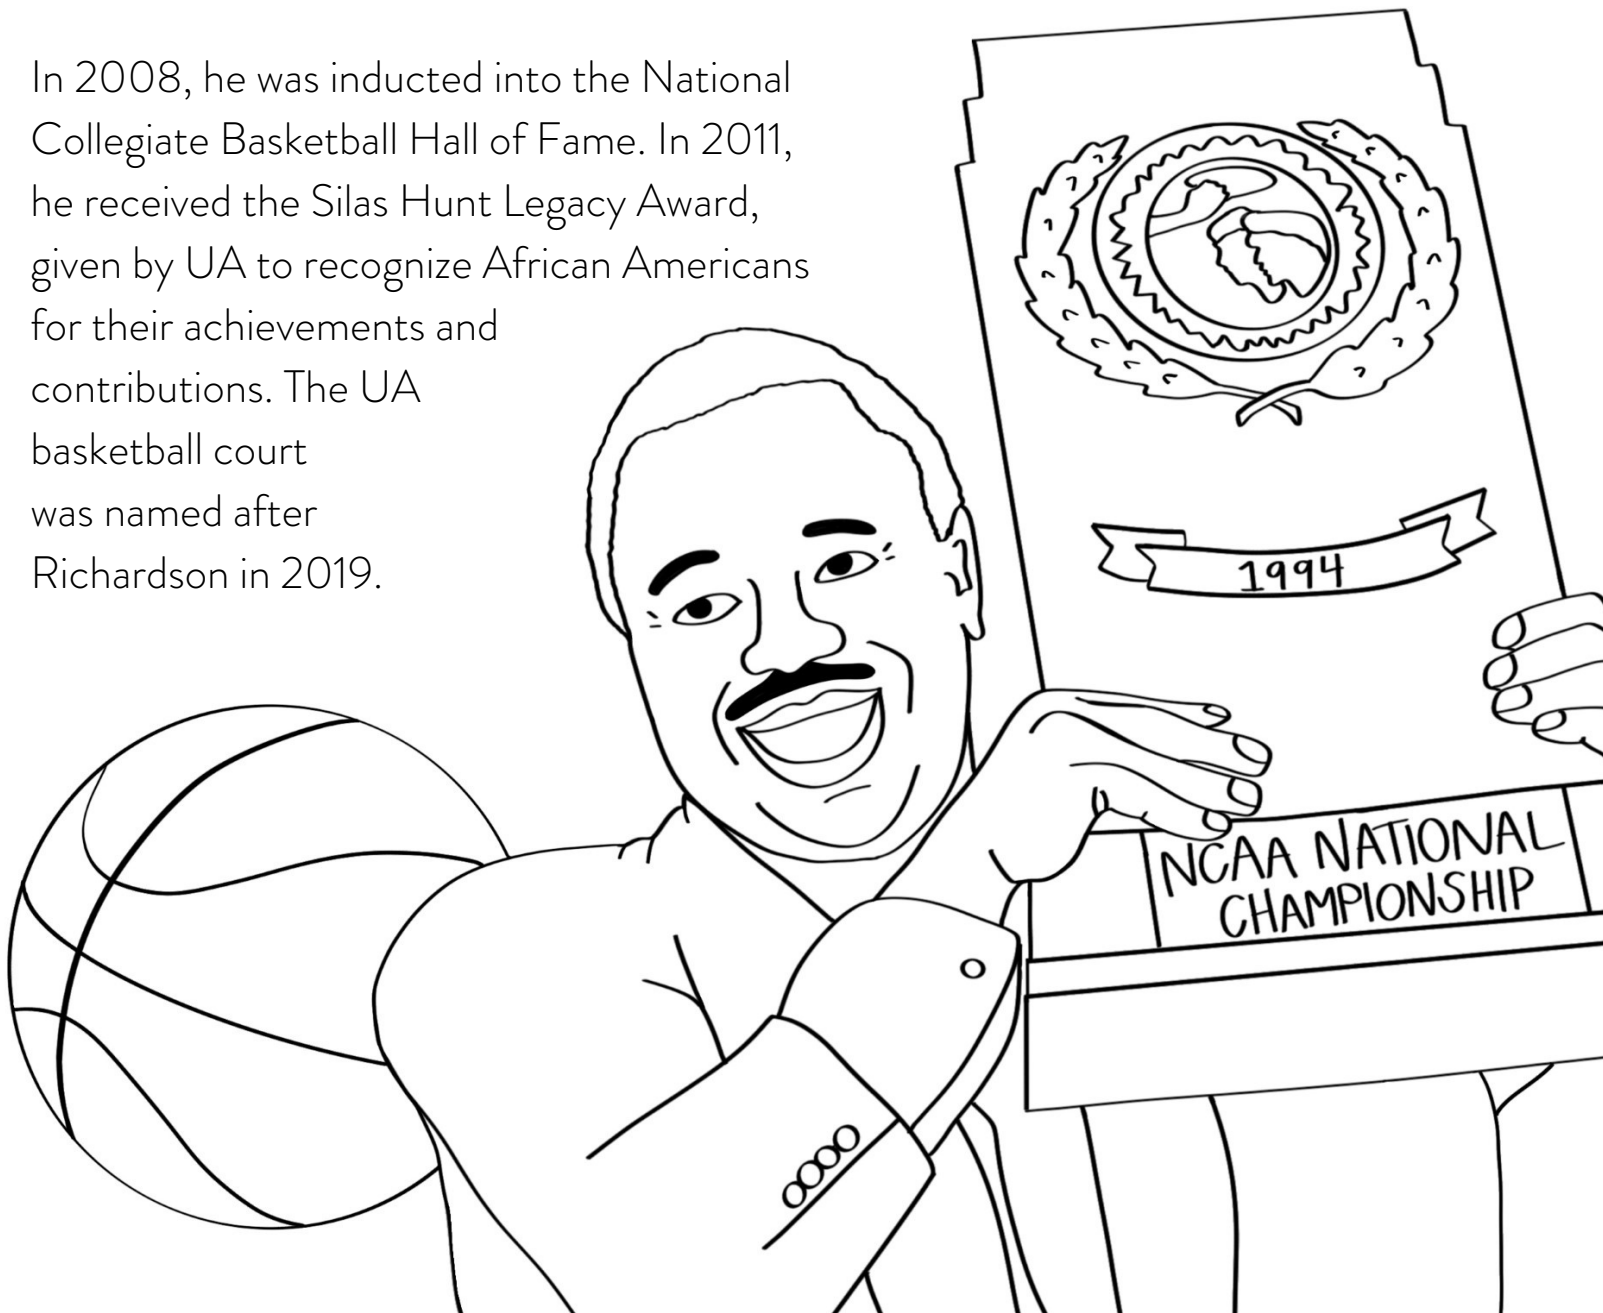 In 2008, he was inducted into the National
Collegiate Basketball Hall of Fame. In 2011,
he received the Silas Hunt Legacy Award,
given by UA to recognize African Americans
for their achievements and
contributions. The UA
basketball court
was named after
Richardson in 2019.
1994
NCAA NATIONAL
CHAMPIONSHIP